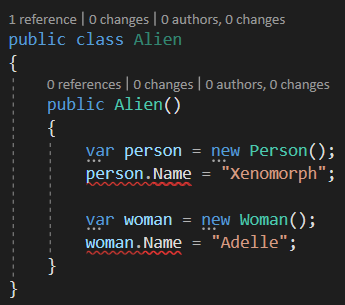 1 reference | 0 changes | 0 authors, 0 changes
public class Alien
{
0 references | 0 changes | 0 authors, 0 changes
public Alien()
{
var person = new Person();
person.Name = "Xenomorph";
var woman = new Woman();
woman.Name = "Adelle";
}
}